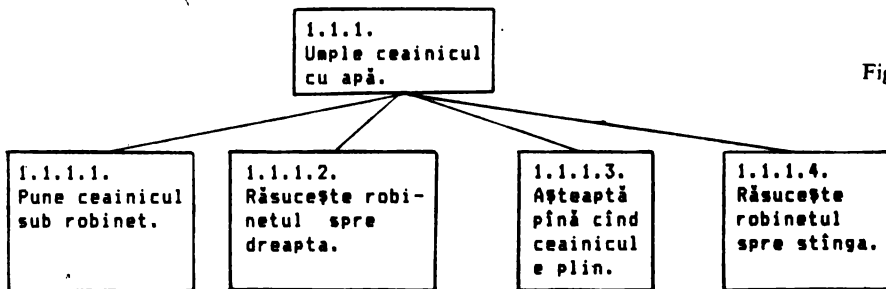 1.1.1.
Umple ceainicul
cu apă.
Fig
1.1.1.1.
Pune ceainicul
sub robinet.
1.1.1.2.
Răsucește robi-
netul spre
dreapta.
1.1.1.3.
Așteaptă
pînă cînd
ceainicul
e plin.
1.1.1.4.
Răsucește
robinetul
spre stînga.